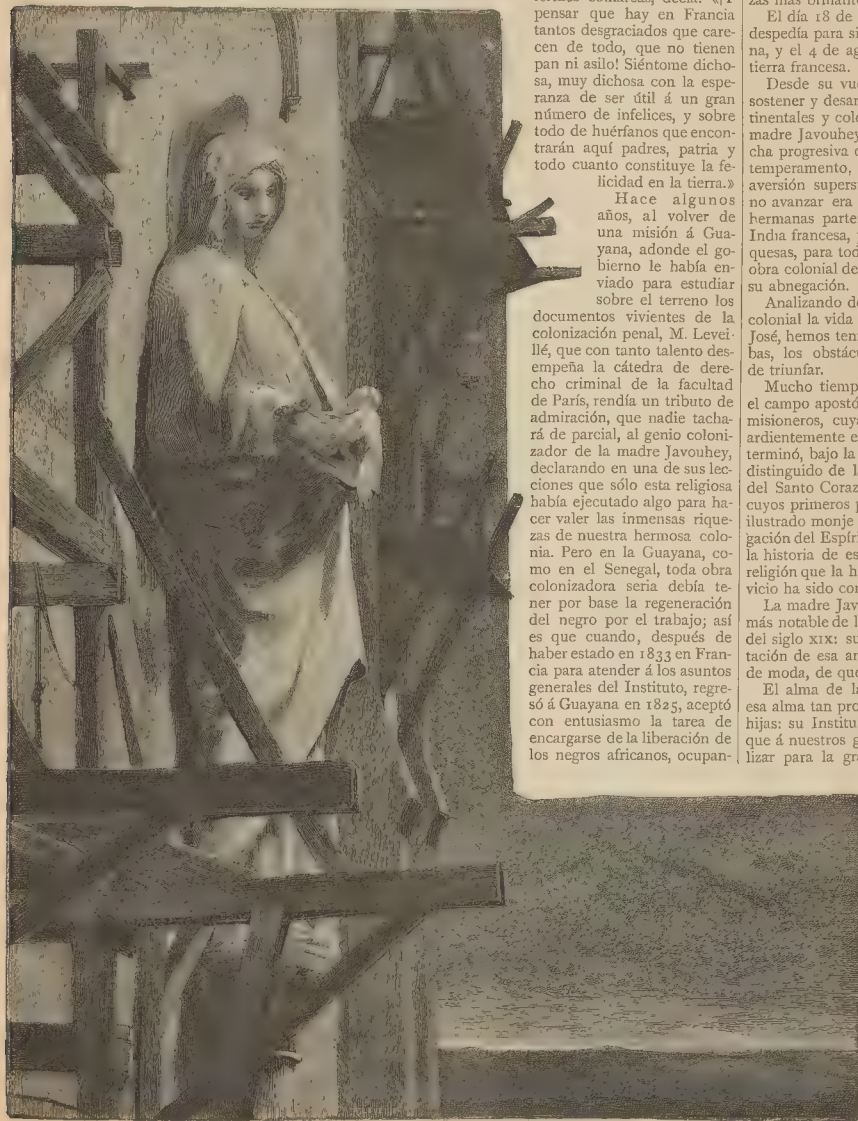 pensar que hay en Francia
tantos desgraciados que care-
cen de todo, que no tienen
pan ni asilo! Siéntome dicho-
sa, muy dichosa con la espe-
ranza de ser útil á un gran
número de infelices, y sobre
todo de huérfanos que encon-
trarán aquí padres, patria y
todo cuanto constituye la fe-
licidad en la tierra.»
Hace algunos
años, al volver de
una misión á Gua-
yana, adonde el go-
bierno le había en-
viado para estudiar
sobre el terreno los
documentos vivientes de la
colonización penal, M. Levei-
llé, que con tanto talento des-
empeña la cátedra de dere-
cho criminal de la facultad
de París, rendía un tributo de
admiración, que nadie tacha-
rá de parcial, al genio coloni-
zador de la madre Javouhey,
declarando en una de sus lec-
ciones que sólo esta religiosa
había ejecutado algo para ha-
cer valer las inmensas rique-
zas de nuestra hermosa colo-
nia. Pero en la Guayana, co-
mo en el Senegal, toda obra
colonizadora seria debía te-
ner por base la regeneración
del negro por el trabajo; así
es que cuando, después de
haber estado en 1833 en Fran-
cia para atender á los asuntos
generales del Instituto, regre-
só á Guayana en 1825, aceptó
con entusiasmo la tarea de
encargarse de la liberación de
los negros africanos, ocupan-
El día 18 de
despedía para si
na, y el 4 de ag
tierra francesa.
Desde su vue
sostener y desar
tinentales y colo
madre Javouhey
cha progresiva d
temperamento,
aversión supers
no avanzar era
hermanas parte
India francesa,
quesas, para tod
obra colonial de
su abnegación.
Analizando de
colonial la vida
José, hemos ten
bas, los obstácu
de triunfar.
Mucho tiemp
el campo apostó
misioneros, cuya
ardientemente e
terminó, bajo la
distinguido de l
del Santo Coraz
cuyos primeros p
ilustrado monje
gación del Espíri
la historia de es
religión que la h
vicio ha sido con
La madre Jav
más notable de l
del siglo XIX: su
tación de esa ar
de moda, de que
El alma de la
esa alma tan pro
hijas: su Institu
que á nuestros g
lizar para la gra